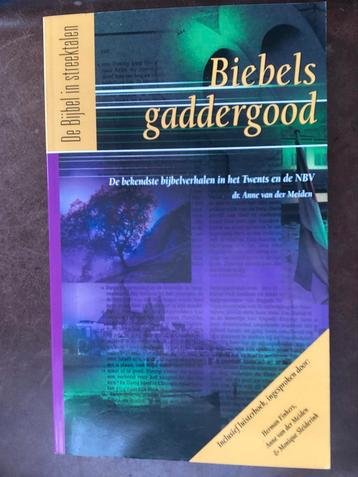 De Bijbel in streektalen
Biebels
gaddergood
De bekendste bijbelverhalen in het Twents en de NBV
dr. Anne van der Meiden
Inclusief luisterboek, ingesproken door:
Herman Finkers,
Anne van der Meiden
& Monique Sleiderink